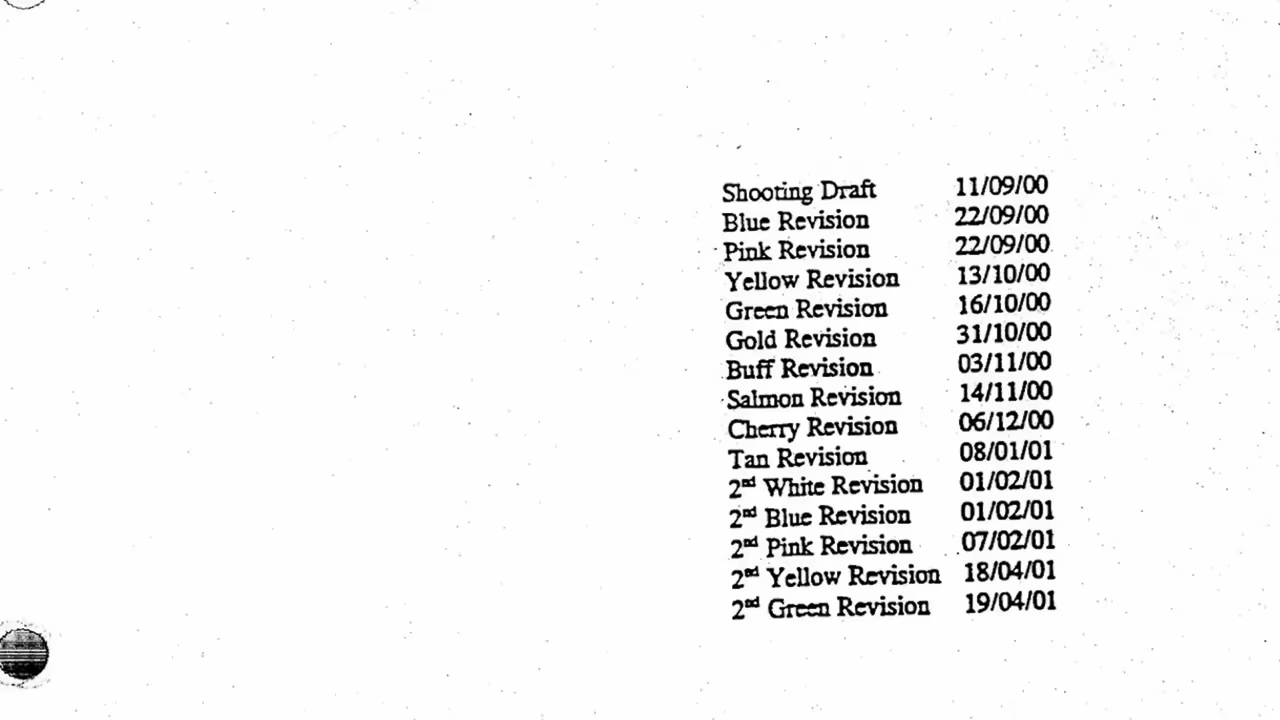 Shooting Draft 11/09/00
Blue Revision 22/09/00
Pink Revision 22/09/00
Yellow Revision 13/10/00
Green Revision 16/10/00
Gold Revision 31/10/00
Buff Revision 03/11/00
Salmon Revision 14/11/00
Cherry Revision 06/12/00
Tan Revision 08/01/01
2nd White Revision 01/02/01
2nd Blue Revision 01/02/01
2nd Pink Revision 07/02/01
2nd Yellow Revision 18/04/01
2nd Green Revision 19/04/01